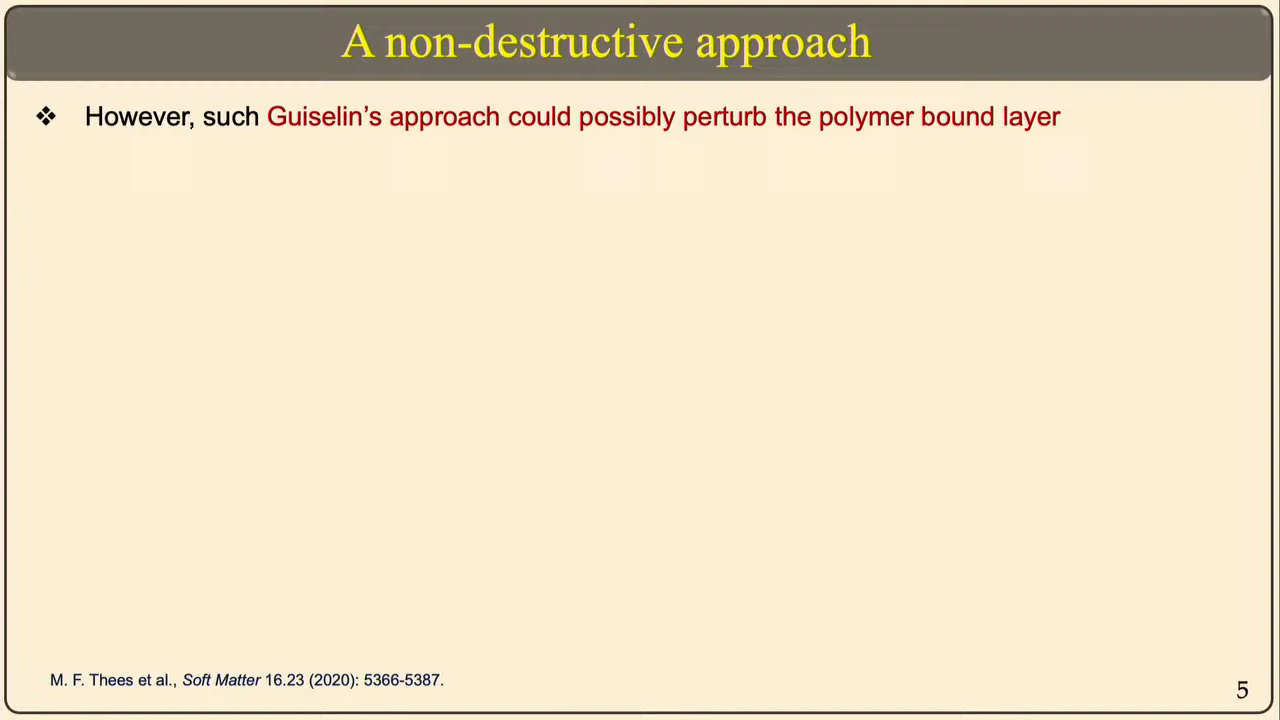 A non-destructive approach
❖ However, such Guiselin’s approach could possibly perturb the polymer bound layer
M. F. Thees et al., Soft Matter 16.23 (2020): 5366-5387.
5